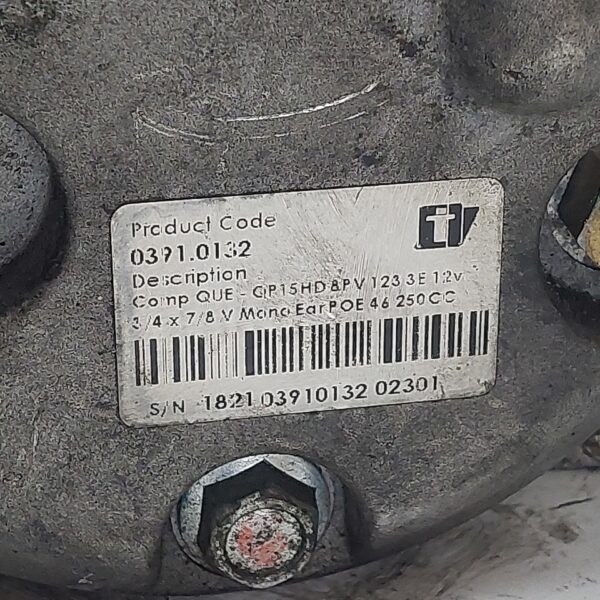 Product Code
0391.0132
Description
Comp QUE - QP15HD 8PV 123 3E 12v
3/4 x 7/8 V Mano Ear POE 46 250CC
S/N 1821 03910132 02301